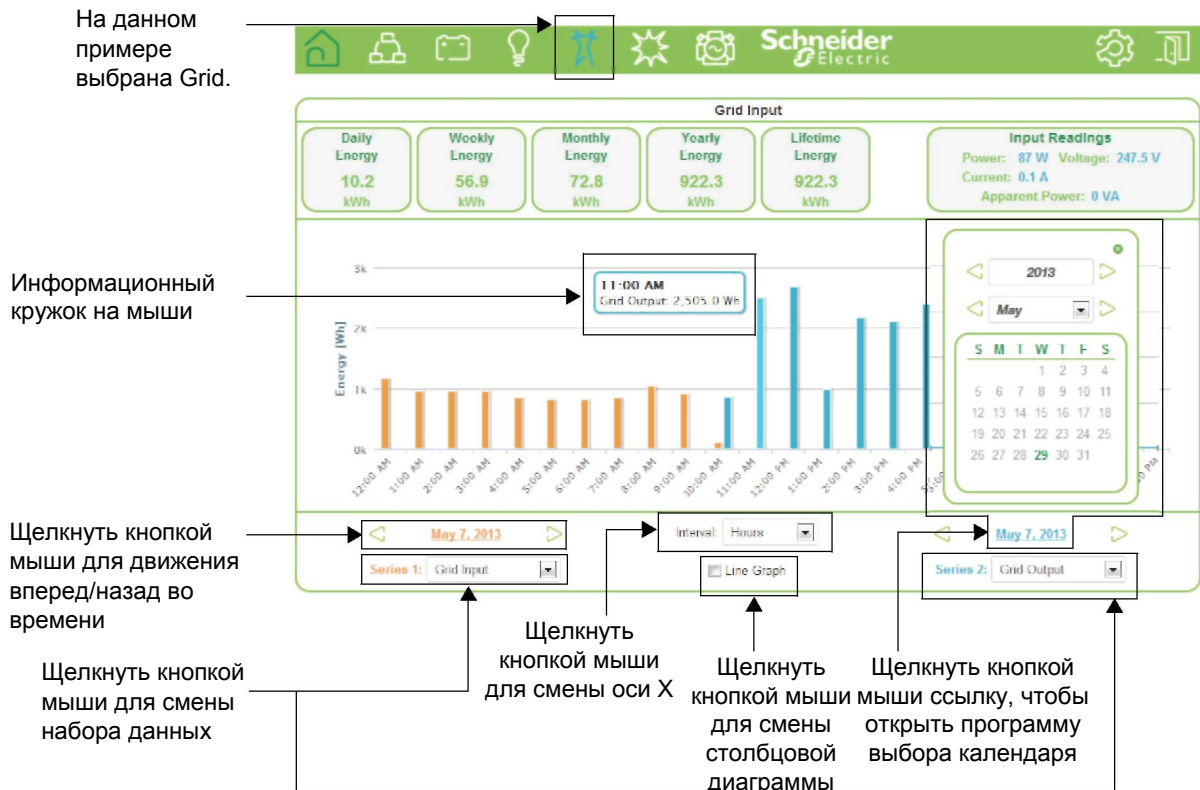 На данном
примере
выбрана Grid.
Schneider
Electric
Grid Input
Daily
Energy
10.2
kWh
Weekly
Energy
56.9
kWh
Monthly
Energy
72.8
kWh
Yearly
Energy
922.3
kWh
Lifetime
Energy
922.3
kWh
Input Readings
Power: 87 W Voltage: 247.5 V
Current: 0.1 A
Apparent Power: 0 VA
Информационный
кружок на мыши
11:00 AM
Grid Output: 2,505.0 Wh
Energy [Wh]
3k
2k
1k
0k
12:00 AM
1:00 AM
2:00 AM
3:00 AM
4:00 AM
5:00 AM
6:00 AM
7:00 AM
8:00 AM
9:00 AM
10:00 AM
11:00 AM
12:00 PM
1:00 PM
2:00 PM
3:00 PM
4:00 PM
PM
2013
May
S M T W T F S
1 2 3 4
5 6 7 8 9 10 11
12 13 14 15 16 17 18
19 20 21 22 23 24 25
26 27 28 29 30 31
Щелкнуть кнопкой
мыши для движения
вперед/назад во
времени
May 7, 2013
Interval: Hours
May 7, 2013
Series 1: Grid Input
Line Graph
Series 2: Grid Output
Щелкнуть кнопкой
мыши для смены
набора данных
Щелкнуть
кнопкой мыши
для смены оси X
Щелкнуть
кнопкой мыши
для смены
столбцовой
диаграммы
Щелкнуть кнопкой
мыши ссылку, чтобы
открыть программу
выбора календаря